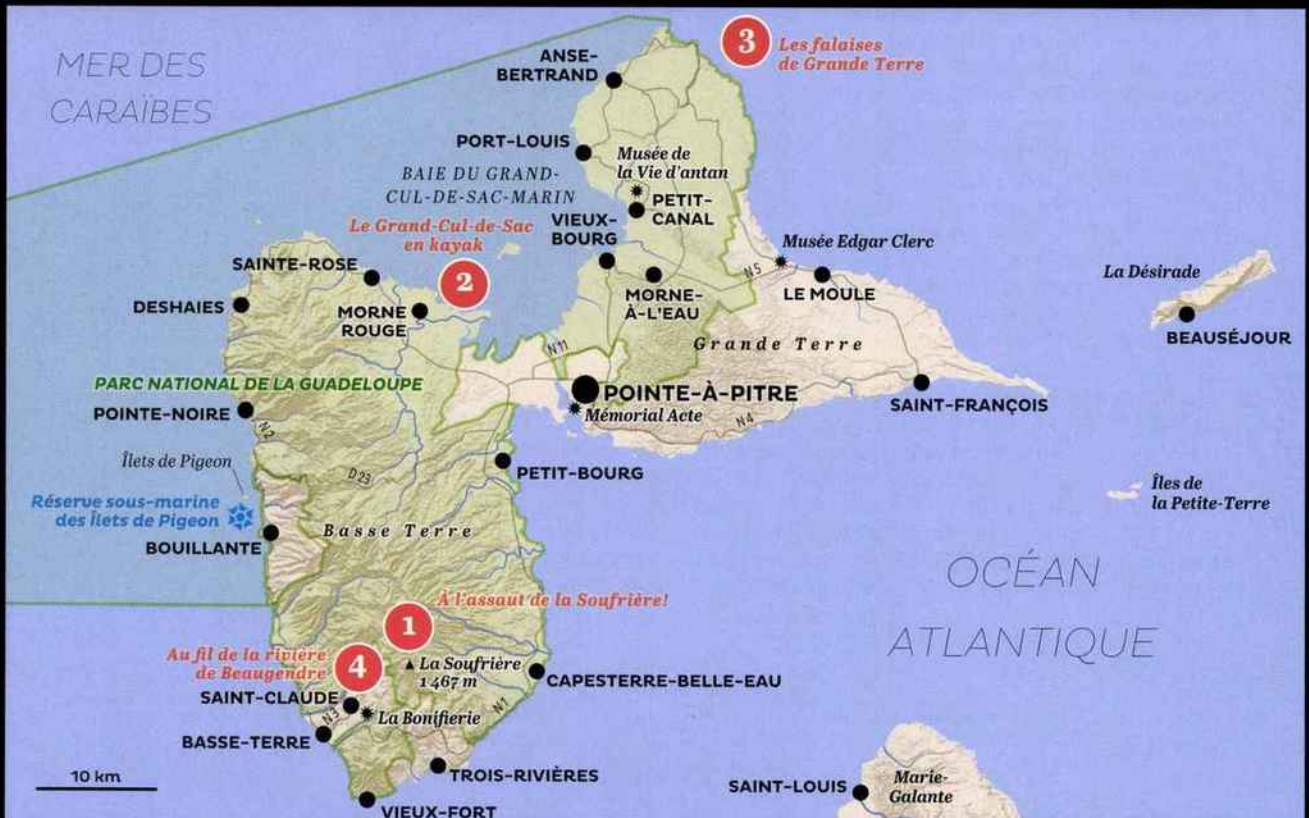 MER DES
CARAÏBES
3
Les falaises
de Grande Terre
ANSE-
BERTRAND
PORT-LOUIS
Musée de
la Vie d'antan
BAIE DU GRAND-
CUL-DE-SAC-MARIN
PETIT-
CANAL
Le Grand-Cul-de-Sac
en kayak
VIEUX-
BOURG
2
Musée Edgar Clerc
SAINTE-ROSE
N5
La Désirade
DESHAIES
MORNE
ROUGE
MORNE-
À-L'EAU
LE MOULE
BEAUSÉJOUR
N11
Grande Terre
PARC NATIONAL DE LA GUADELOUPE
POINTE-À-PITRE
POINTE-NOIRE
Mémorial Acte
SAINT-FRANÇOIS
N2
N4
Îlets de Pigeon
D23
PETIT-BOURG
Îles de
la Petite-Terre
Réserve sous-marine
des Îlets de Pigeon
Basse Terre
BOUILLANTE
OCÉAN
ATLANTIQUE
À l'assaut de la Soufrière!
1
Au fil de la rivière
de Beaugendre
4
La Soufrière
1 467 m
CAPESTERRE-BELLE-EAU
SAINT-CLAUDE
N3
La Bonifierie
N1
BASSE-TERRE
10 km
TROIS-RIVIÈRES
SAINT-LOUIS
Marie-
Galante
VIEUX-FORT